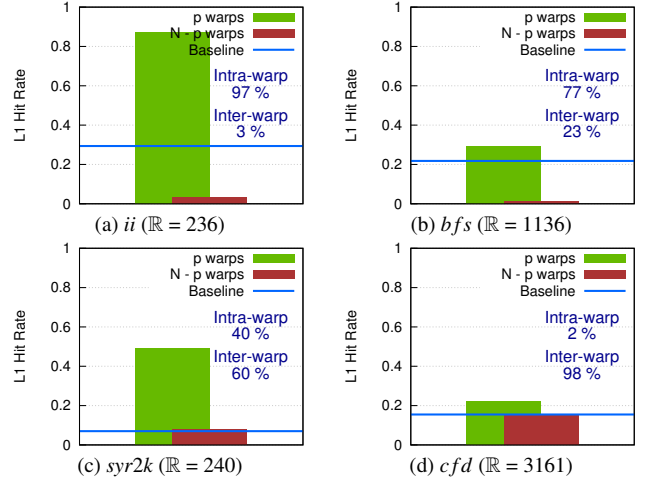 1
0.8
0.6
0.4
0.2
0
L1 Hit Rate
p warps
N - p warps
Baseline
Intra-warp
97 %
Inter-warp
3 %
(a) ii (ℝ = 236)
1
0.8
0.6
0.4
0.2
0
L1 Hit Rate
p warps
N - p warps
Baseline
Intra-warp
77 %
Inter-warp
23 %
(b) bfs (ℝ = 1136)
1
0.8
0.6
0.4
0.2
0
L1 Hit Rate
p warps
N - p warps
Baseline
Intra-warp
40 %
Inter-warp
60 %
(c) syr2k (ℝ = 240)
1
0.8
0.6
0.4
0.2
0
L1 Hit Rate
p warps
N - p warps
Baseline
Intra-warp
2 %
Inter-warp
98 %
(d) cfd (ℝ = 3161)